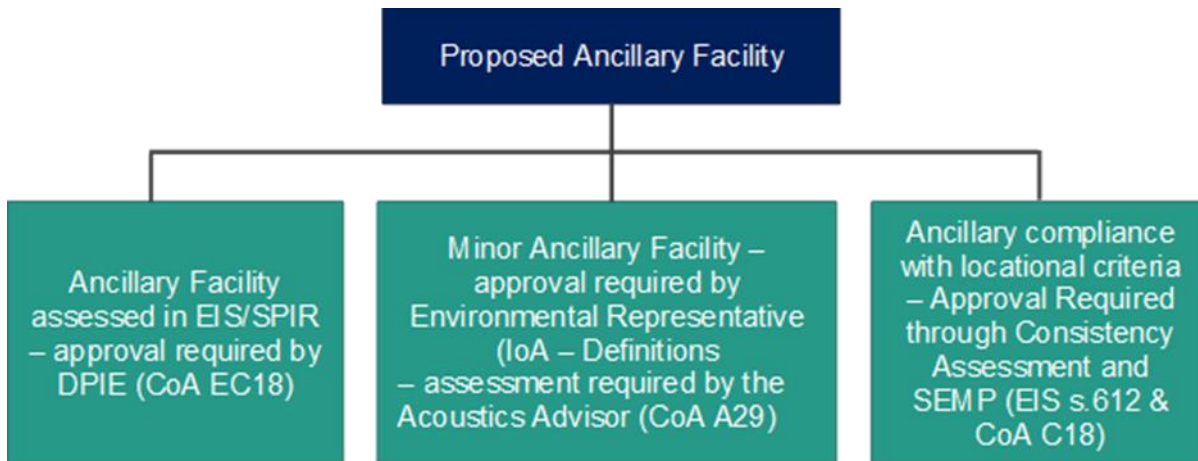 Proposed Ancillary Facility
Ancillary Facility
assessed in EIS/SPIR
– approval required by
DPIE (CoA EC18)
Minor Ancillary Facility –
approval required by
Environmental Representative
(IoA – Definitions
– assessment required by the
Acoustics Advisor (CoA A29)
Ancillary compliance
with locational criteria
– Approval Required
through Consistency
Assessment and
SEMP (EIS s.612 &
CoA C18)